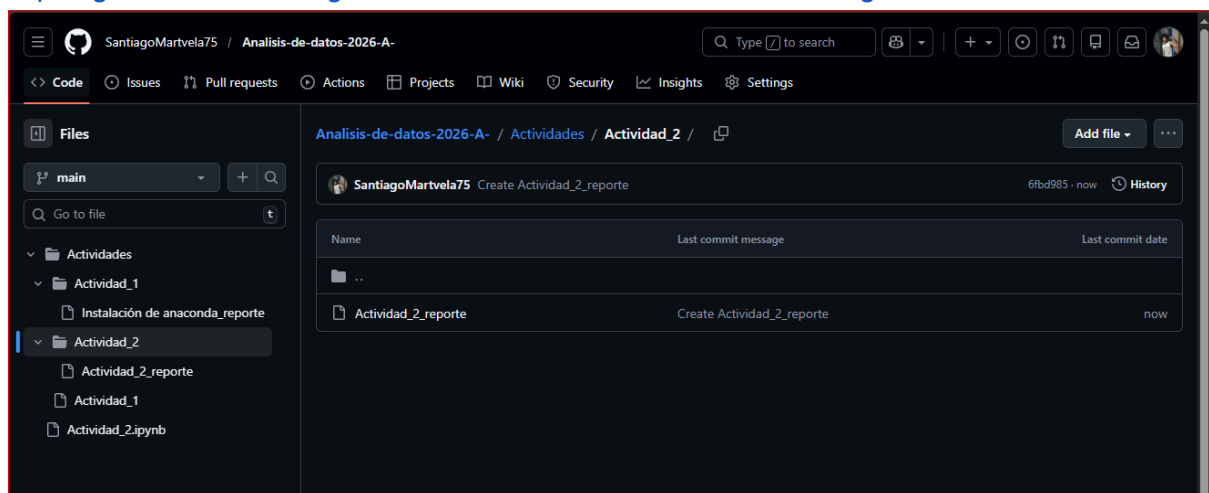 SantiagoMartvela75 / Analisis-de-datos-2026-A-
Type / to search
Code
Issues
Pull requests
Actions
Projects
Wiki
Security
Insights
Settings
Files
main
Go to file
t
Actividades
Actividad_1
Instalación de anaconda_reporte
Actividad_2
Actividad_2_reporte
Actividad_1
Actividad_2.ipynb
Analisis-de-datos-2026-A- / Actividades / Actividad_2 /
Add file
SantiagoMartvela75 Create Actividad_2_reporte
6fbd985 · now
History
Name Last commit message Last commit date
..
Actividad_2_reporte Create Actividad_2_reporte now